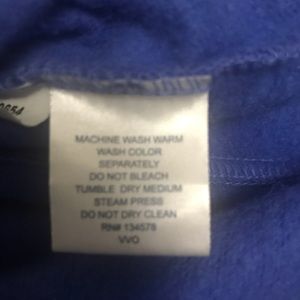 0654
MACHINE WASH WARM
WASH COLOR
SEPARATELY
DO NOT BLEACH
TUMBLE DRY MEDIUM
STEAM PRESS
DO NOT DRY CLEAN
RN# 134578
VVO